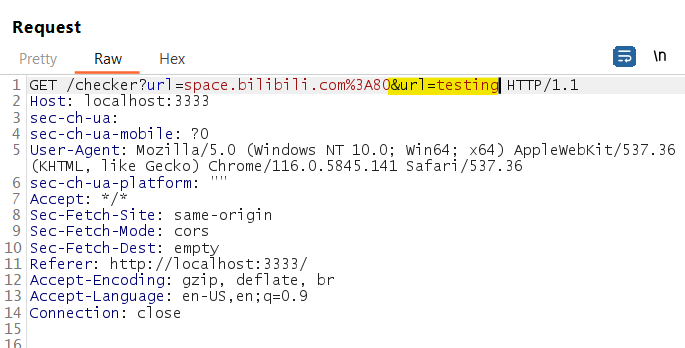 Request
Pretty Raw Hex \n
1 GET /checker?url=space.bilibili.com%3A80&url=testing HTTP/1.1
2 Host: localhost:3333
3 sec-ch-ua:
4 sec-ch-ua-mobile: ?0
5 User-Agent: Mozilla/5.0 (Windows NT 10.0; Win64; x64) AppleWebKit/537.36
(KHTML, like Gecko) Chrome/116.0.5845.141 Safari/537.36
6 sec-ch-ua-platform: ""
7 Accept: */*
8 Sec-Fetch-Site: same-origin
9 Sec-Fetch-Mode: cors
10 Sec-Fetch-Dest: empty
11 Referer: http://localhost:3333/
12 Accept-Encoding: gzip, deflate, br
13 Accept-Language: en-US,en;q=0.9
14 Connection: close
15
16